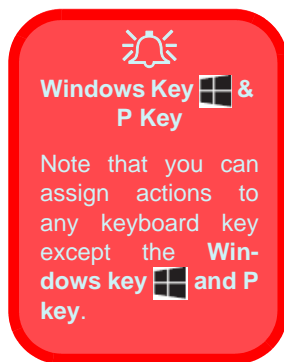 Windows Key &
P Key
Note that you can
assign actions to
any keyboard key
except the Win-
dows key and P
key.